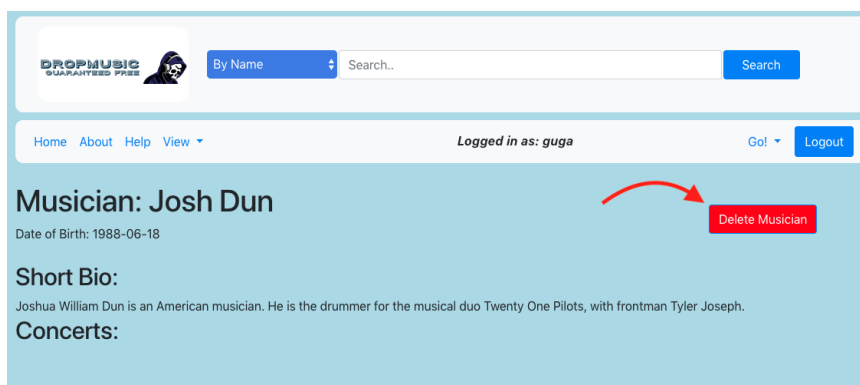 DROPMUSIC
GUARANTEED FREE
By Name
Search..
Search
Home About Help View
Logged in as: guga
Go!
Logout
Musician: Josh Dun
Delete Musician
Date of Birth: 1988-06-18
Short Bio:
Joshua William Dun is an American musician. He is the drummer for the musical duo Twenty One Pilots, with frontman Tyler Joseph.
Concerts: